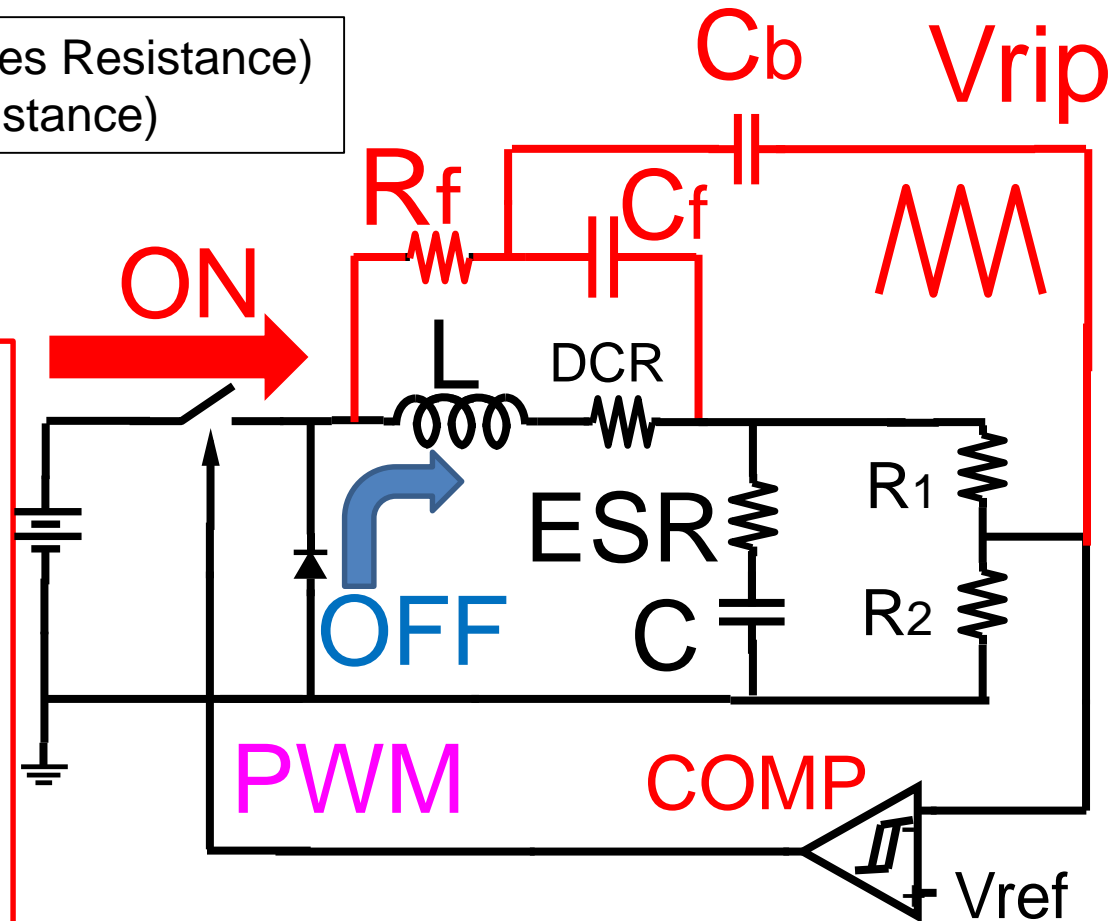 es Resistance)
stance)
Cb
Vrip
Rf
Cf
ON
L
DCR
ESR
R1
OFF
C
R2
PWM
COMP
Vref